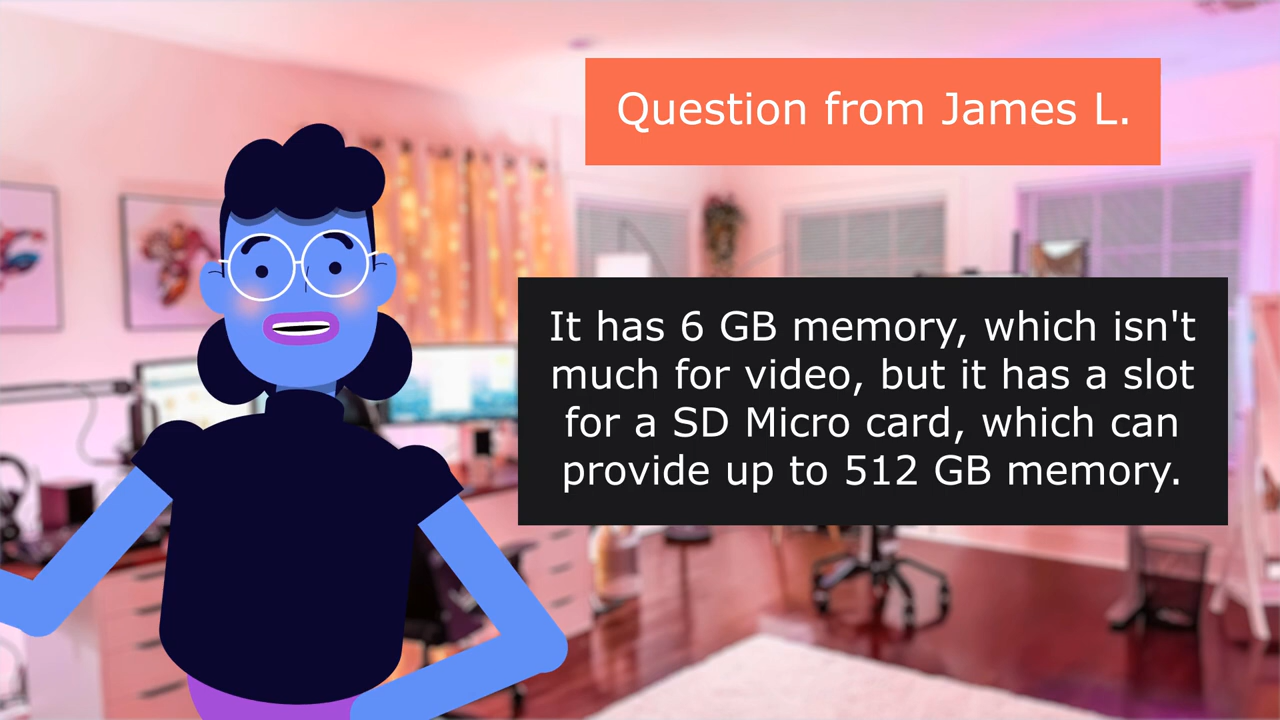 Question from James L.
It has 6 GB memory, which isn't
much for video, but it has a slot
for a SD Micro card, which can
provide up to 512 GB memory.